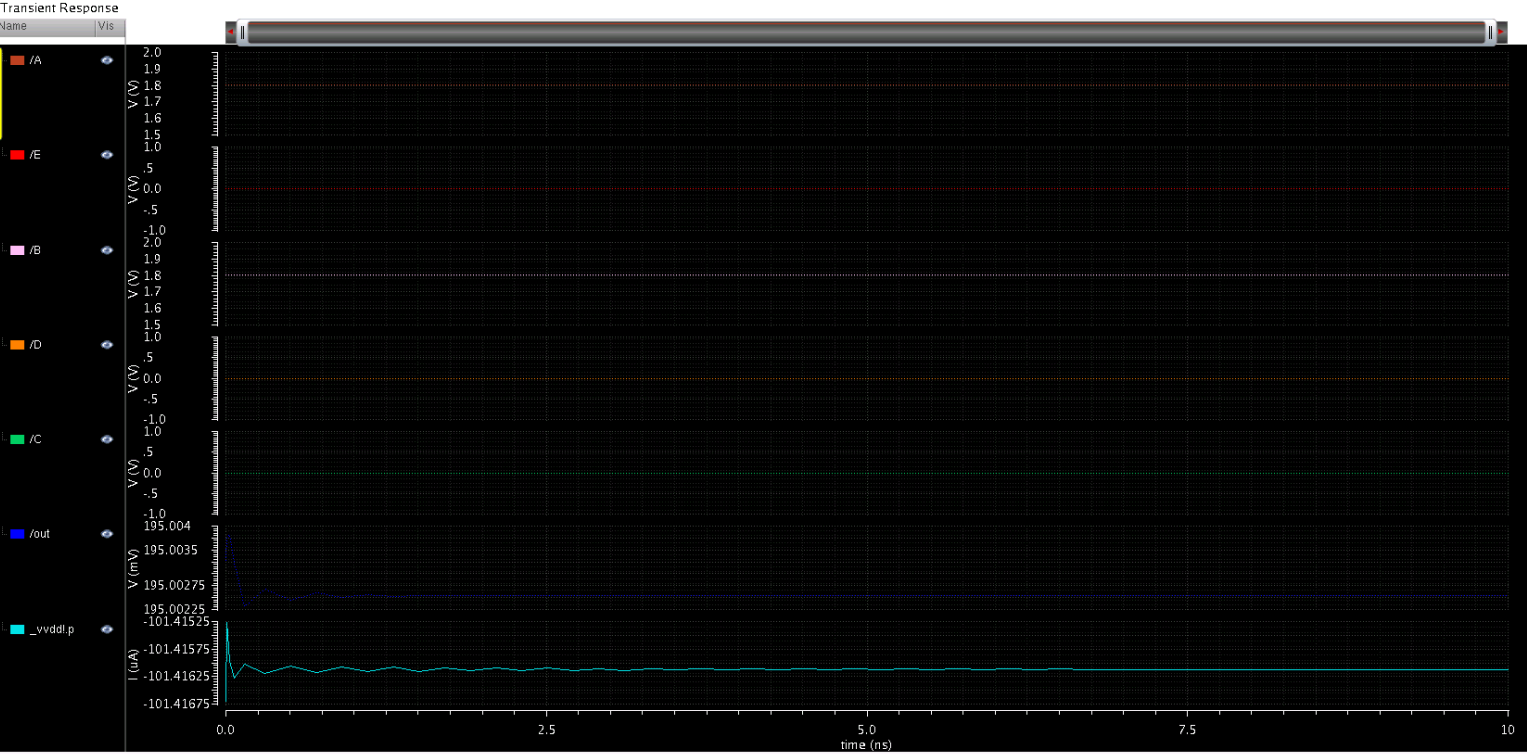 Transient Response
Name Vis
/A
V (V)
2.0
1.9
1.8
1.7
1.6
1.5
/E
V (V)
1.0
.5
0.0
-.5
-1.0
/B
V (V)
2.0
1.9
1.8
1.7
1.6
1.5
/D
V (V)
1.0
.5
0.0
-.5
-1.0
/C
V (V)
1.0
.5
0.0
-.5
-1.0
/out
V (mV)
195.004
195.0035
195.00275
195.00225
_vvdd!.p
I (uA)
-101.41525
-101.41575
-101.41625
-101.41675
0.0 2.5 5.0 7.5 10
time (ns)